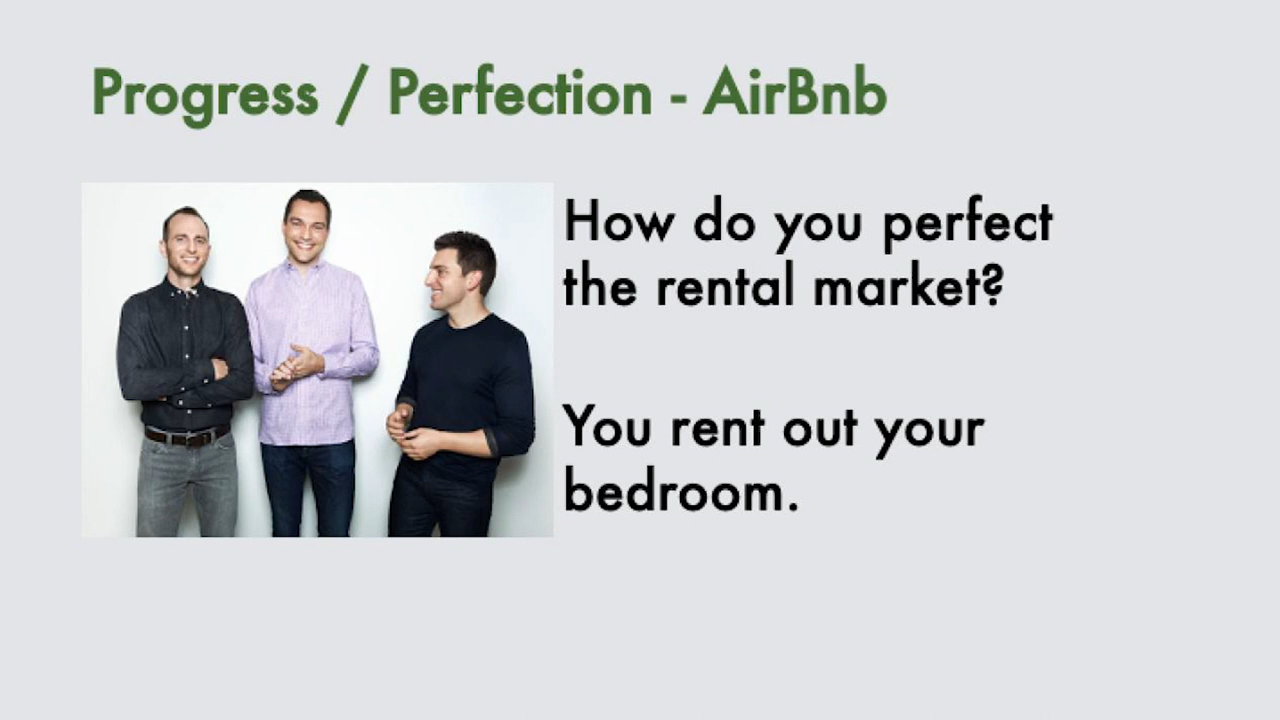 Progress / Perfection - AirBnb
How do you perfect
the rental market?
You rent out your
bedroom.